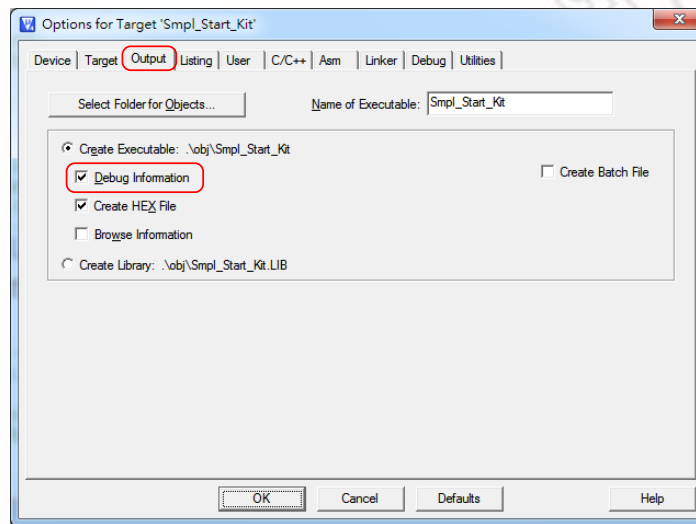 Options for Target 'Smpl_Start_Kit'
Device Target Output Listing User C/C++ Asm Linker Debug Utilities
Select Folder for Objects... Name of Executable: Smpl_Start_Kit
Create Executable: .\obj\Smpl_Start_Kit
Debug Information Create Batch File
Create HEX File
Browse Information
Create Library: .\obj\Smpl_Start_Kit.LIB
OK Cancel Defaults Help